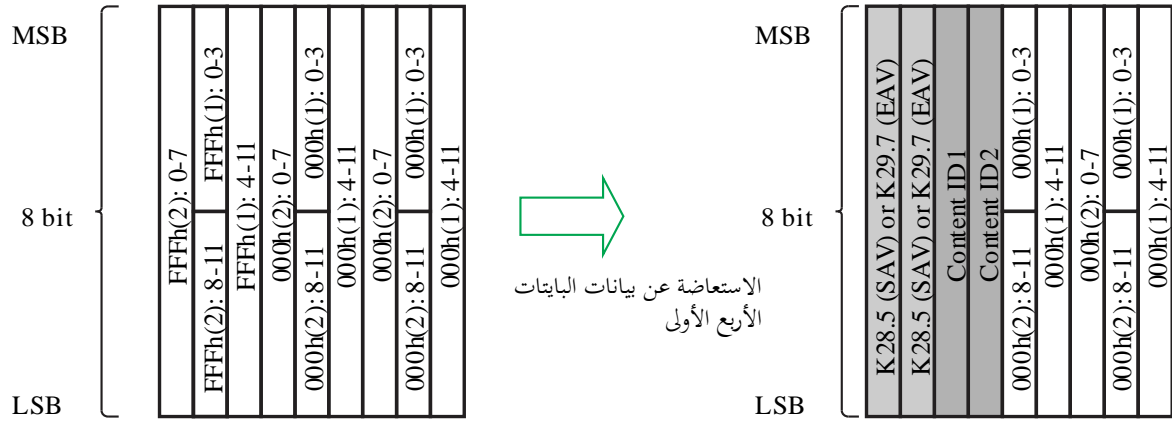 MSB
8 bit
LSB
FFFh(2): 0-7
FFFh(1): 0-3
FFFh(2): 8-11
FFFh(1): 4-11
000h(2): 0-7
000h(1): 0-3
000h(2): 8-11
000h(1): 4-11
000h(2): 0-7
000h(1): 0-3
000h(2): 8-11
000h(1): 4-11
الاستعاضة عن بيانات البايتات
الأربع الأولى
MSB
8 bit
LSB
K28.5 (SAV) or K29.7 (EAV)
K28.5 (SAV) or K29.7 (EAV)
Content ID1
Content ID2
000h(1): 0-3
000h(2): 8-11
000h(1): 4-11
000h(2): 0-7
000h(1): 0-3
000h(2): 8-11
000h(1): 4-11